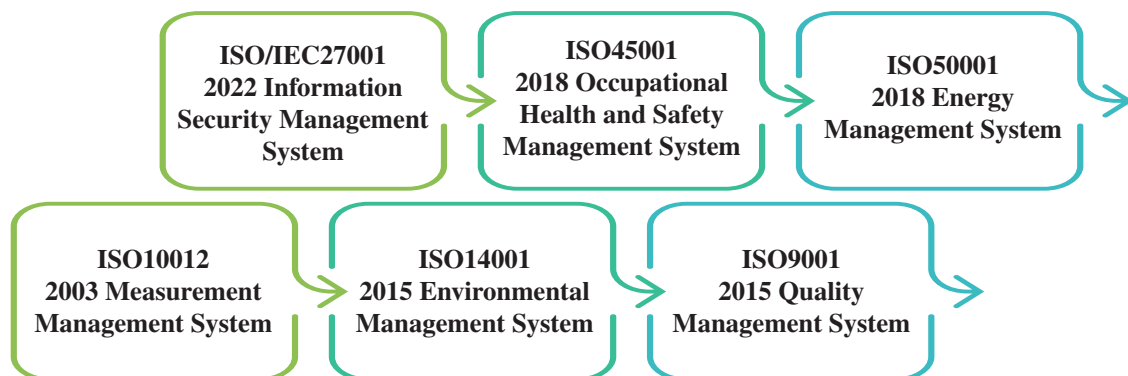 ISO/IEC27001
2022 Information
Security Management
System
ISO45001
2018 Occupational
Health and Safety
Management System
ISO50001
2018 Energy
Management System
ISO10012
2003 Measurement
Management System
ISO14001
2015 Environmental
Management System
ISO9001
2015 Quality
Management System